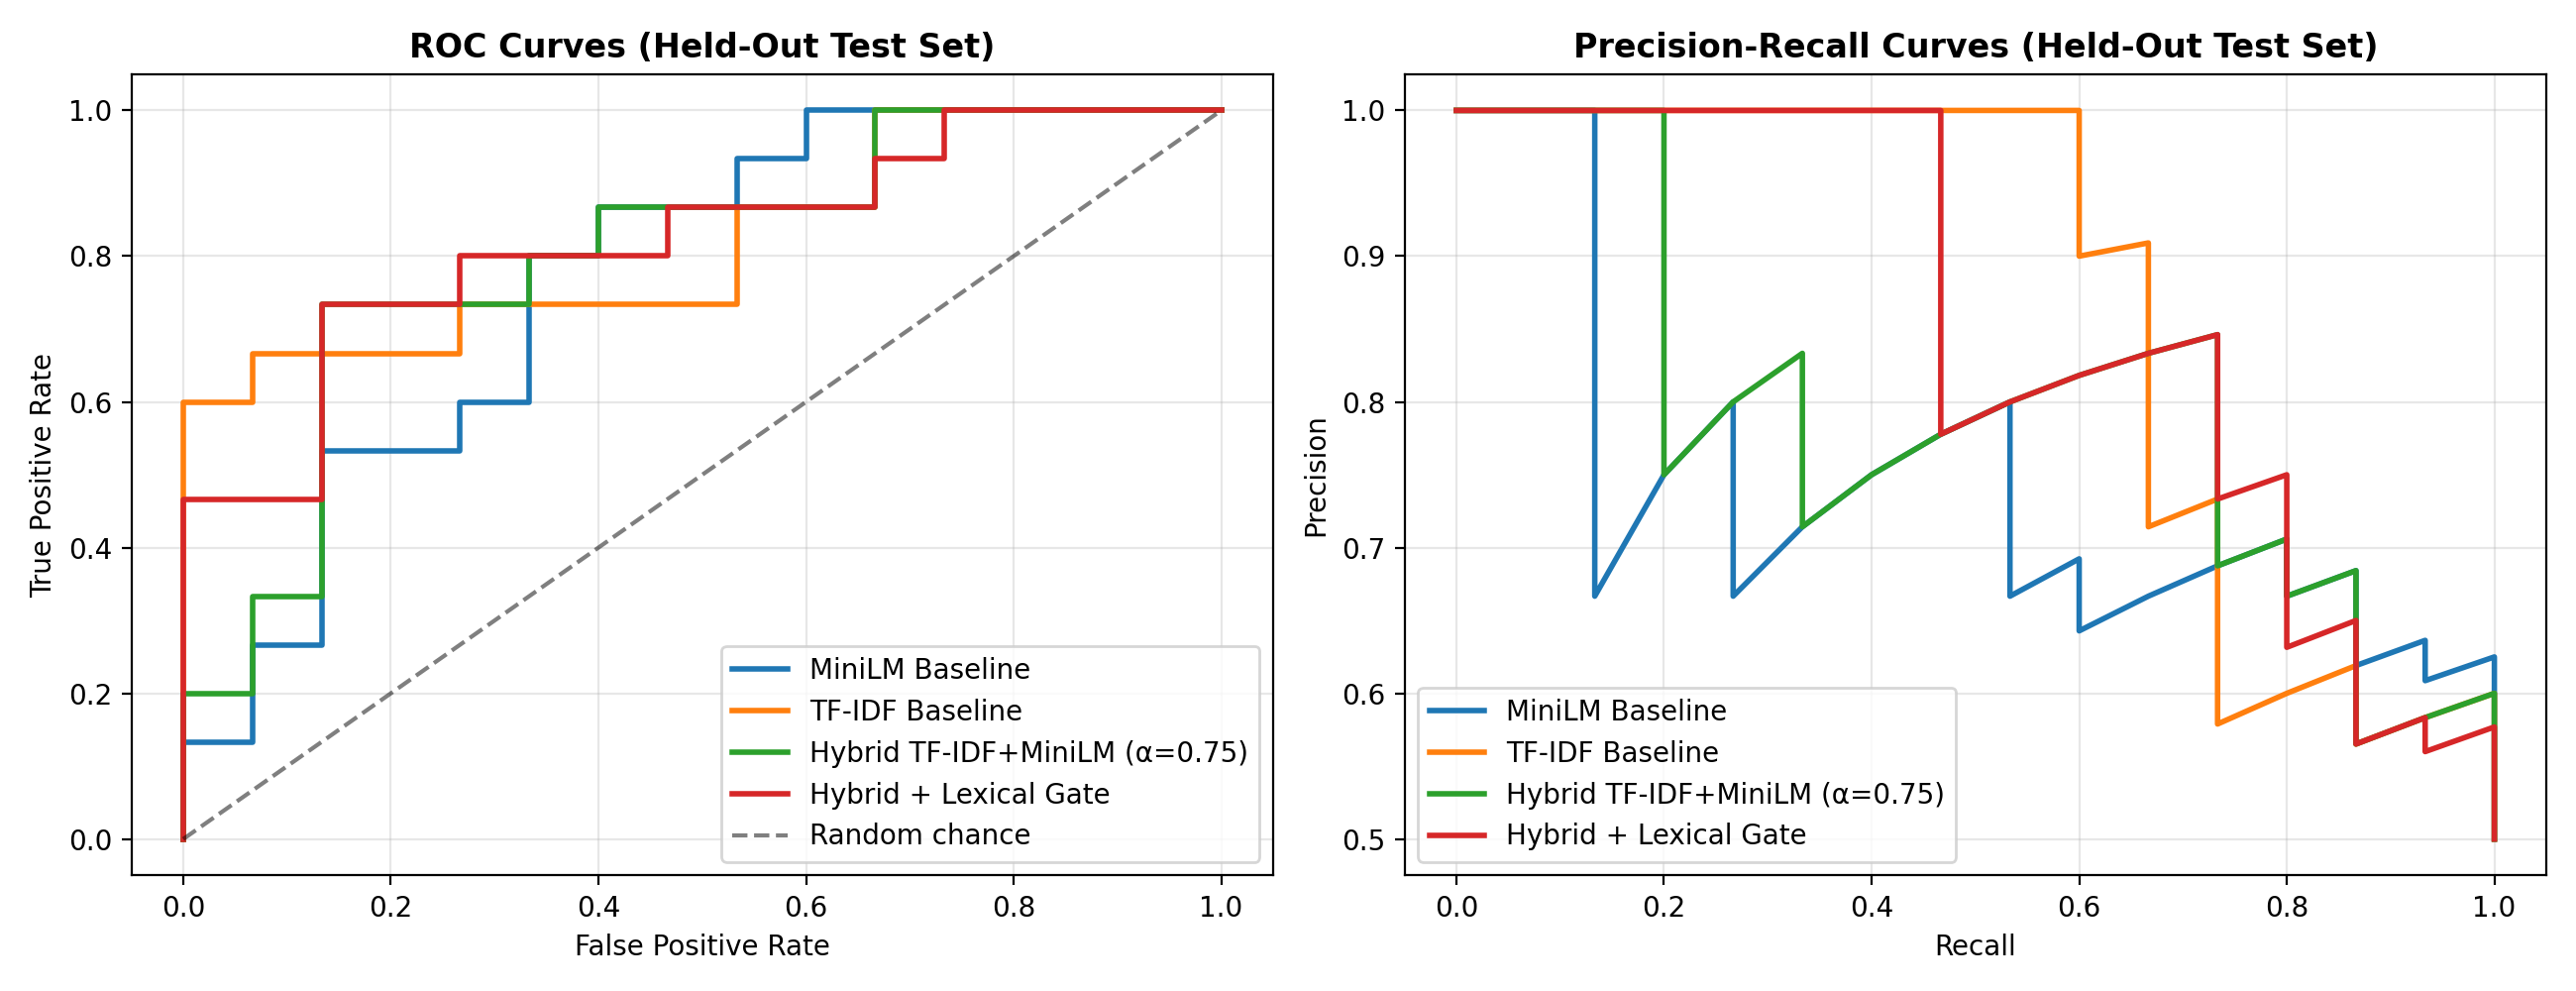 ROC Curves (Held-Out Test Set)
True Positive Rate
1.0
0.8
0.6
0.4
0.2
0.0
MiniLM Baseline
TF-IDF Baseline
Hybrid TF-IDF+MiniLM (α=0.75)
Hybrid + Lexical Gate
Random chance
0.0 0.2 0.4 0.6 0.8 1.0
False Positive Rate
Precision-Recall Curves (Held-Out Test Set)
Precision
1.0
0.9
0.8
0.7
0.6
0.5
MiniLM Baseline
TF-IDF Baseline
Hybrid TF-IDF+MiniLM (α=0.75)
Hybrid + Lexical Gate
0.0 0.2 0.4 0.6 0.8 1.0
Recall